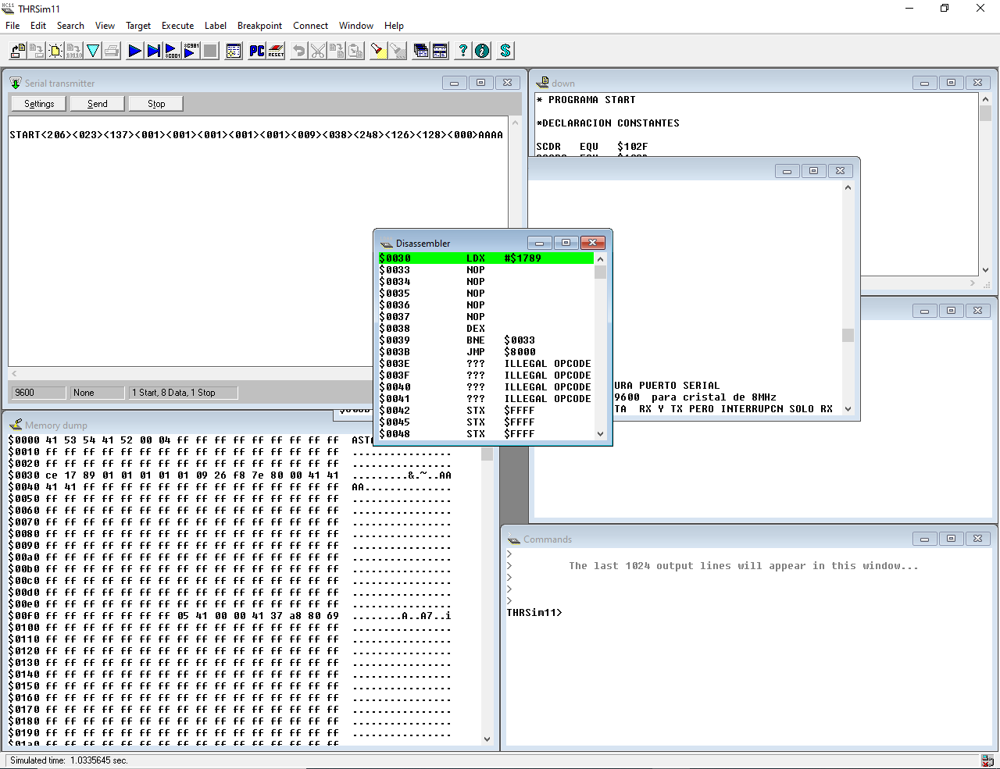 HC11 THRSim11
File Edit Search View Target Execute Label Breakpoint Connect Window Help
Serial transmitter
Settings Send Stop
START<206><023><137><001><001><001><001><001><009><038><248><126><128><000>AAAA
9600 None 1 Start, 8 Data, 1 Stop
down
* PROGRAMA START
*DECLARACION CONSTANTES
SCDR EQU $102F
URA PUERTO SERIAL
9600 para cristal de 8MHz
TA RX Y TX PERO INTERRUPCN SOLO RX
Disassembler
$0030 LDX #$1789
$0033 NOP
$0034 NOP
$0035 NOP
$0036 NOP
$0037 NOP
$0038 DEX
$0039 BNE $0033
$003B JMP $8000
$003E ??? ILLEGAL OPCODE
$003F ??? ILLEGAL OPCODE
$0040 ??? ILLEGAL OPCODE
$0041 ??? ILLEGAL OPCODE
$0042 STX $FFFF
$0045 STX $FFFF
$0048 STX $FFFF
Memory dump
$0000 41 53 54 41 52 00 04 ff ff ff ff ff ff ff ff ff AST
$0010 ff ff ff ff ff ff ff ff ff ff ff ff ff ff ff ff ................
$0020 ff ff ff ff ff ff ff ff ff ff ff ff ff ff ff ff ................
$0030 ce 17 89 01 01 01 01 01 09 26 f8 7e 80 00 41 41 .........&.~..AA
$0040 41 41 ff ff ff ff ff ff ff ff ff ff ff ff ff ff AA..............
$0050 ff ff ff ff ff ff ff ff ff ff ff ff ff ff ff ff ................
$0060 ff ff ff ff ff ff ff ff ff ff ff ff ff ff ff ff ................
$0070 ff ff ff ff ff ff ff ff ff ff ff ff ff ff ff ff ................
$0080 ff ff ff ff ff ff ff ff ff ff ff ff ff ff ff ff ................
$0090 ff ff ff ff ff ff ff ff ff ff ff ff ff ff ff ff ................
$00a0 ff ff ff ff ff ff ff ff ff ff ff ff ff ff ff ff ................
$00b0 ff ff ff ff ff ff ff ff ff ff ff ff ff ff ff ff ................
$00c0 ff ff ff ff ff ff ff ff ff ff ff ff ff ff ff ff ................
$00d0 ff ff ff ff ff ff ff ff ff ff ff ff ff ff ff ff ................
$00e0 ff ff ff ff ff ff ff ff ff ff ff ff ff ff ff ff ................
$00f0 ff ff ff ff ff ff ff 05 41 00 00 41 37 a8 80 69 ........A..A7..i
$0100 ff ff ff ff ff ff ff ff ff ff ff ff ff ff ff ff ................
$0110 ff ff ff ff ff ff ff ff ff ff ff ff ff ff ff ff ................
$0120 ff ff ff ff ff ff ff ff ff ff ff ff ff ff ff ff ................
$0130 ff ff ff ff ff ff ff ff ff ff ff ff ff ff ff ff ................
$0140 ff ff ff ff ff ff ff ff ff ff ff ff ff ff ff ff ................
$0150 ff ff ff ff ff ff ff ff ff ff ff ff ff ff ff ff ................
$0160 ff ff ff ff ff ff ff ff ff ff ff ff ff ff ff ff ................
$0170 ff ff ff ff ff ff ff ff ff ff ff ff ff ff ff ff ................
$0180 ff ff ff ff ff ff ff ff ff ff ff ff ff ff ff ff ................
$0190 ff ff ff ff ff ff ff ff ff ff ff ff ff ff ff ff ................
$01a0 ff ff ff ff ff ff ff ff ff ff ff ff ff ff ff ff
Commands
>
> The last 1024 output lines will appear in this window...
>
>
>
THRSim11>
Simulated time: 1.0335645 sec.